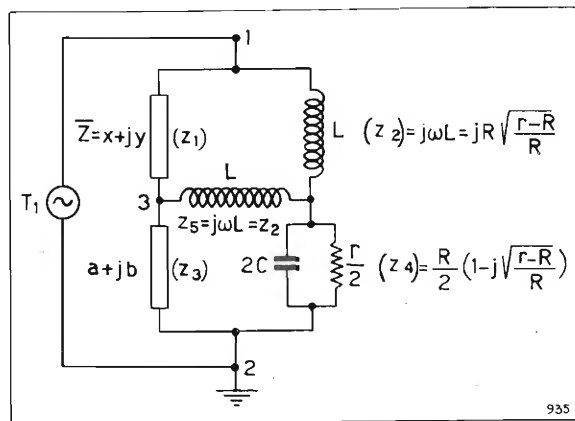 1
Z̅=x+jy (z₁)
L (z₂)=jωL=jR√((r-R)/R)
L
3
T₁
z₅=jωL=z₂
a+jb (z₃)
2C
r/2
(z₄)=R/2 (1-j√((r-R)/R))
2
935